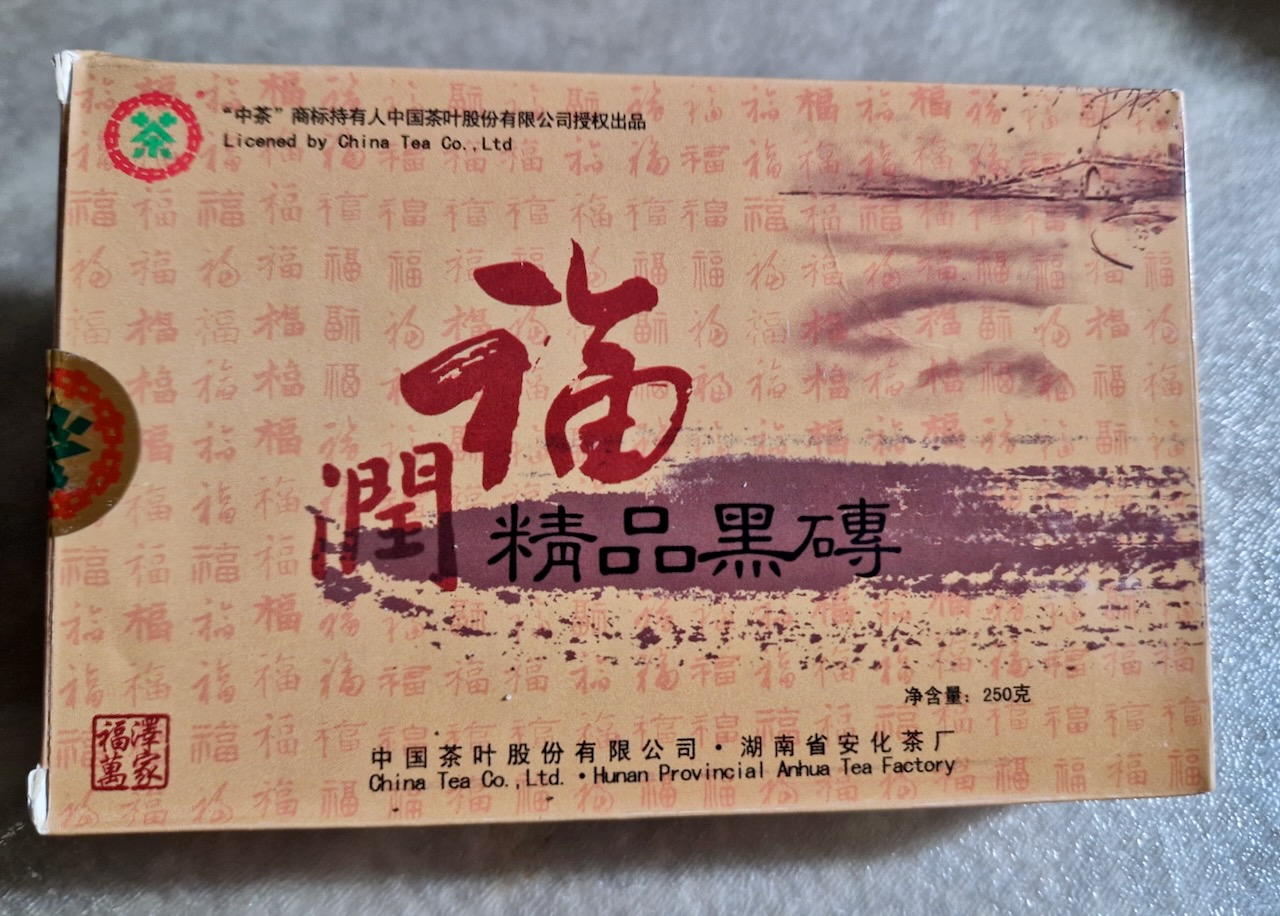 茶
“中茶”商标持有人中国茶叶股份有限公司授权出品
Licened by China Tea Co.,Ltd
福
潤
精品黑磚
净含量：250克
福澤
萬家
中国茶叶股份有限公司·湖南省安化茶厂
China Tea Co.,Ltd.·Hunan Provincial Anhua Tea Factory